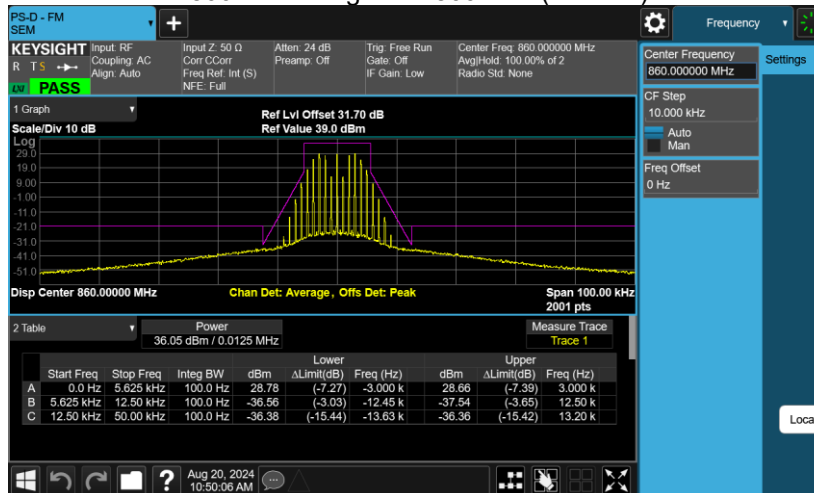 PS-D - FM
SEM
Frequency
KEYSIGHT
R T S
LXI PASS
Input: RF
Coupling: AC
Align: Auto
Input Z: 50 Ω
Corr CCorr
Freq Ref: Int (S)
NFE: Full
Atten: 24 dB
Preamp: Off
Trig: Free Run
Gate: Off
IF Gain: Low
Center Freq: 860.000000 MHz
Avg|Hold: 100.00% of 2
Radio Std: None
Center Frequency
860.000000 MHz
Settings
CF Step
10.000 kHz
Auto
Man
Freq Offset
0 Hz
1 Graph
Scale/Div 10 dB
Ref Lvl Offset 31.70 dB
Ref Value 39.0 dBm
Log
29.0
19.0
9.00
-1.00
-11.0
-21.0
-31.0
-41.0
-51.0
Disp Center 860.00000 MHz Chan Det: Average, Offs Det: Peak Span 100.00 kHz
2001 pts
2 Table
Power
36.05 dBm / 0.0125 MHz
Measure Trace
Trace 1
Lower Upper
Start Freq Stop Freq Integ BW dBm ΔLimit(dB) Freq (Hz) dBm ΔLimit(dB) Freq (Hz)
A 0.0 Hz 5.625 kHz 100.0 Hz 28.78 (-7.27) -3.000 k 28.66 (-7.39) 3.000 k
B 5.625 kHz 12.50 kHz 100.0 Hz -36.56 (-3.03) -12.45 k -37.54 (-3.65) 12.50 k
C 12.50 kHz 50.00 kHz 100.0 Hz -36.38 (-15.44) -13.63 k -36.36 (-15.42) 13.20 k
Loca
?
Aug 20, 2024
10:50:06 AM